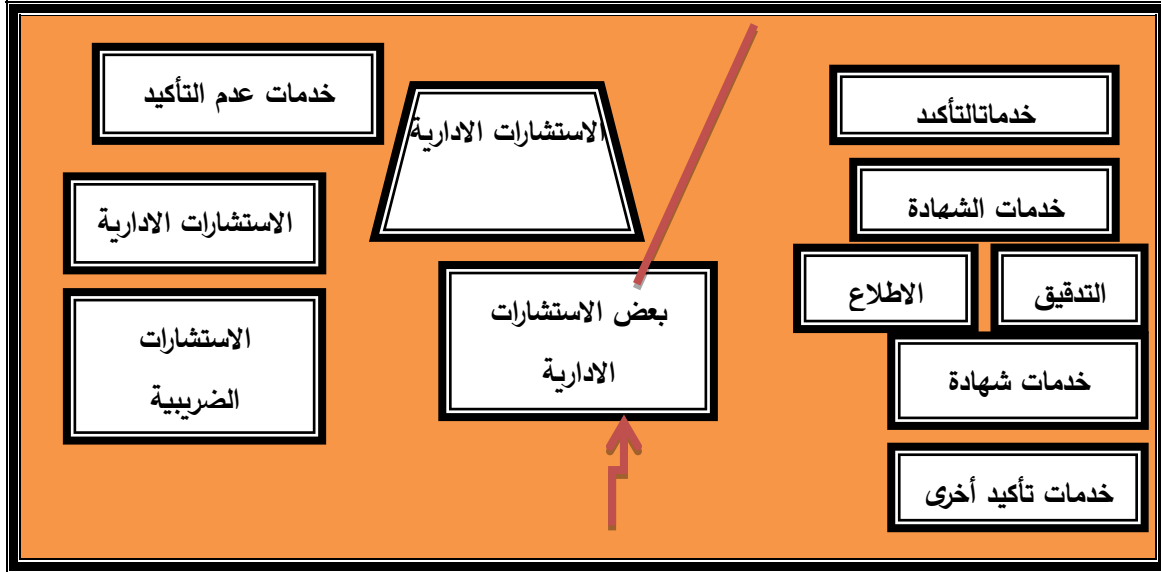 خدماتالتأكىد
خدمات الشهادة
التدقيق
الاطلاع
خدمات شهادة
خدمات تأكيد أخرى
الاستشارات الادارية
بعض الاستشارات
الادارية
خدمات عدم التأكيد
الاستشارات الادارية
الاستشارات
الضريبية